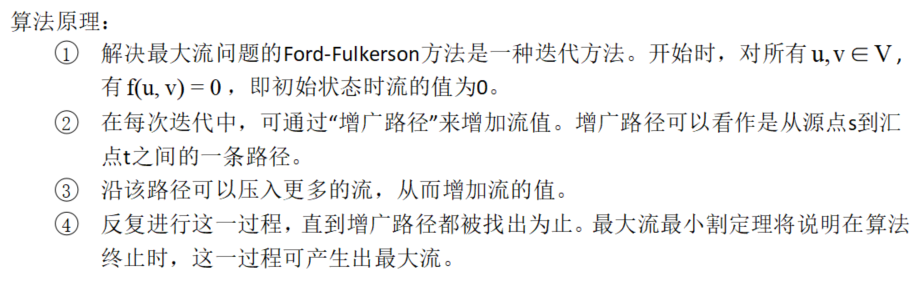 算法原理：
① 解决最大流问题的Ford-Fulkerson方法是一种迭代方法。开始时，对所有 u, v ∈ V ,
有 f(u, v) = 0 ，即初始状态时流的值为0。
② 在每次迭代中，可通过“增广路径”来增加流值。增广路径可以看作是从源点s到汇
点t之间的一条路径。
③ 沿该路径可以压入更多的流，从而增加流的值。
④ 反复进行这一过程，直到增广路径都被找出为止。最大流最小割定理将说明在算法
终止时，这一过程可产生出最大流。